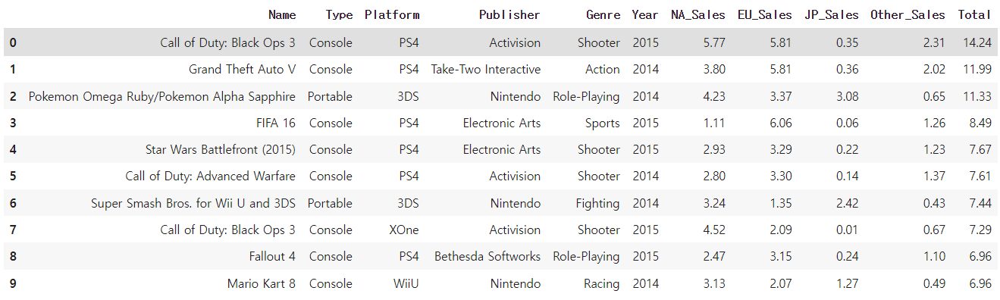 Name Type Platform Publisher Genre Year NA_Sales EU_Sales JP_Sales Other_Sales Total
0 Call of Duty: Black Ops 3 Console PS4 Activision Shooter 2015 5.77 5.81 0.35 2.31 14.24
1 Grand Theft Auto V Console PS4 Take-Two Interactive Action 2014 3.80 5.81 0.36 2.02 11.99
2 Pokemon Omega Ruby/Pokemon Alpha Sapphire Portable 3DS Nintendo Role-Playing 2014 4.23 3.37 3.08 0.65 11.33
3 FIFA 16 Console PS4 Electronic Arts Sports 2015 1.11 6.06 0.06 1.26 8.49
4 Star Wars Battlefront (2015) Console PS4 Electronic Arts Shooter 2015 2.93 3.29 0.22 1.23 7.67
5 Call of Duty: Advanced Warfare Console PS4 Activision Shooter 2014 2.80 3.30 0.14 1.37 7.61
6 Super Smash Bros. for Wii U and 3DS Portable 3DS Nintendo Fighting 2014 3.24 1.35 2.42 0.43 7.44
7 Call of Duty: Black Ops 3 Console XOne Activision Shooter 2015 4.52 2.09 0.01 0.67 7.29
8 Fallout 4 Console PS4 Bethesda Softworks Role-Playing 2015 2.47 3.15 0.24 1.10 6.96
9 Mario Kart 8 Console WiiU Nintendo Racing 2014 3.13 2.07 1.27 0.49 6.96